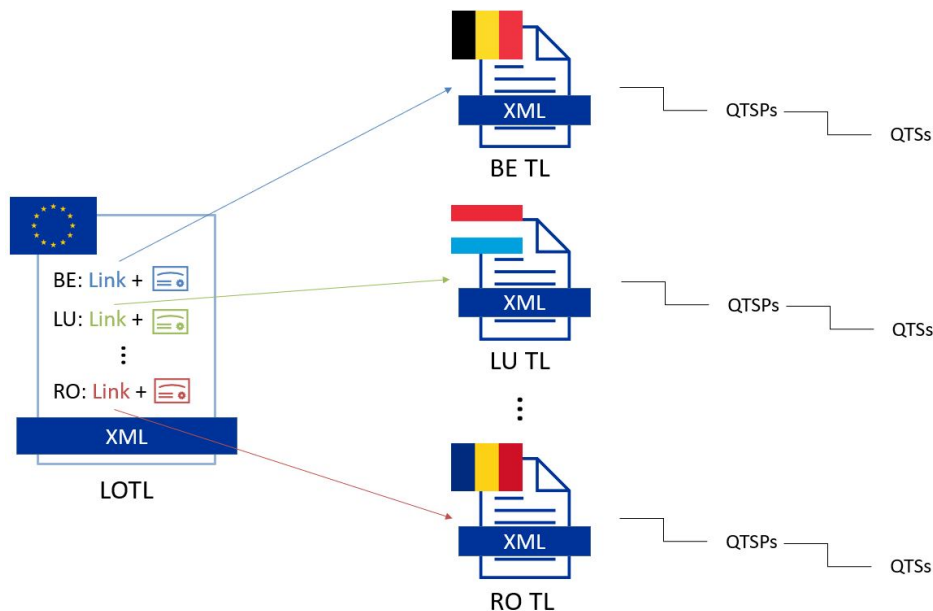 XML
QTSPs
QTSs
BE TL
BE: Link +
LU: Link +
⋮
RO: Link +
XML
LOTL
XML
QTSPs
QTSs
LU TL
⋮
XML
QTSPs
QTSs
RO TL